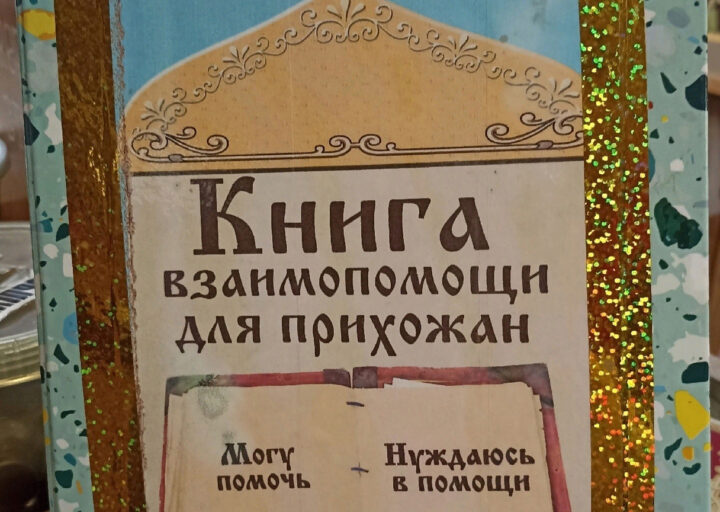 Книга
взаимопомощи
для прихожан
Могу Нуждаюсь
помочь в помощи